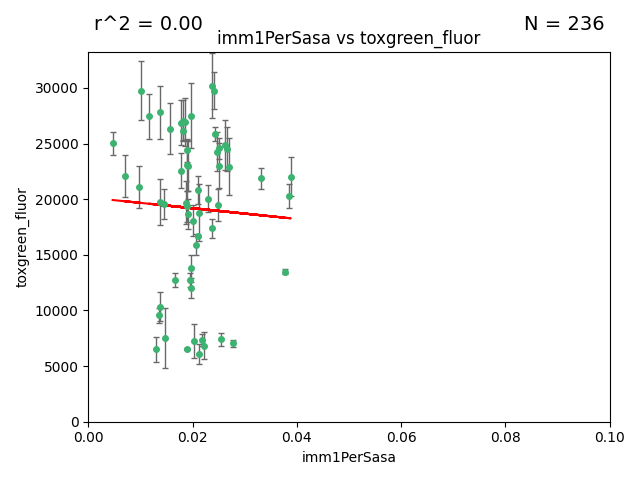 r^2 = 0.00
N = 236
imm1PerSasa vs toxgreen_fluor
30000
25000
20000
15000
10000
5000
0
toxgreen_fluor
0.00
0.02
0.04
0.06
0.08
0.10
imm1PerSasa